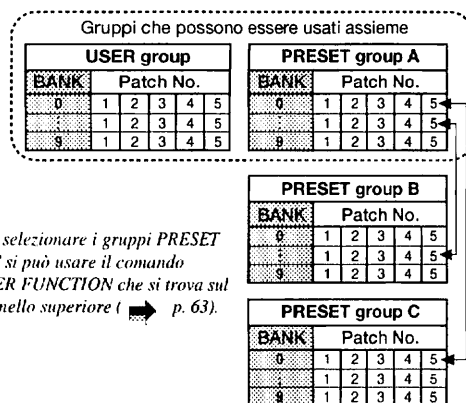 Gruppi che possono essere usati assieme
USER group
BANK Patch No.
0 1 2 3 4 5
: 1 2 3 4 5
9 1 2 3 4 5
PRESET group A
BANK Patch No.
0 1 2 3 4 5
: 1 2 3 4 5
9 1 2 3 4 5
PRESET group B
BANK Patch No.
0 1 2 3 4 5
: 1 2 3 4 5
9 1 2 3 4 5
selezionare i gruppi PRESET
si può usare il comando
ER FUNCTION che si trova sul
nello superiore ( p. 63).
PRESET group C
BANK Patch No.
0 1 2 3 4 5
: 1 2 3 4 5
9 1 2 3 4 5